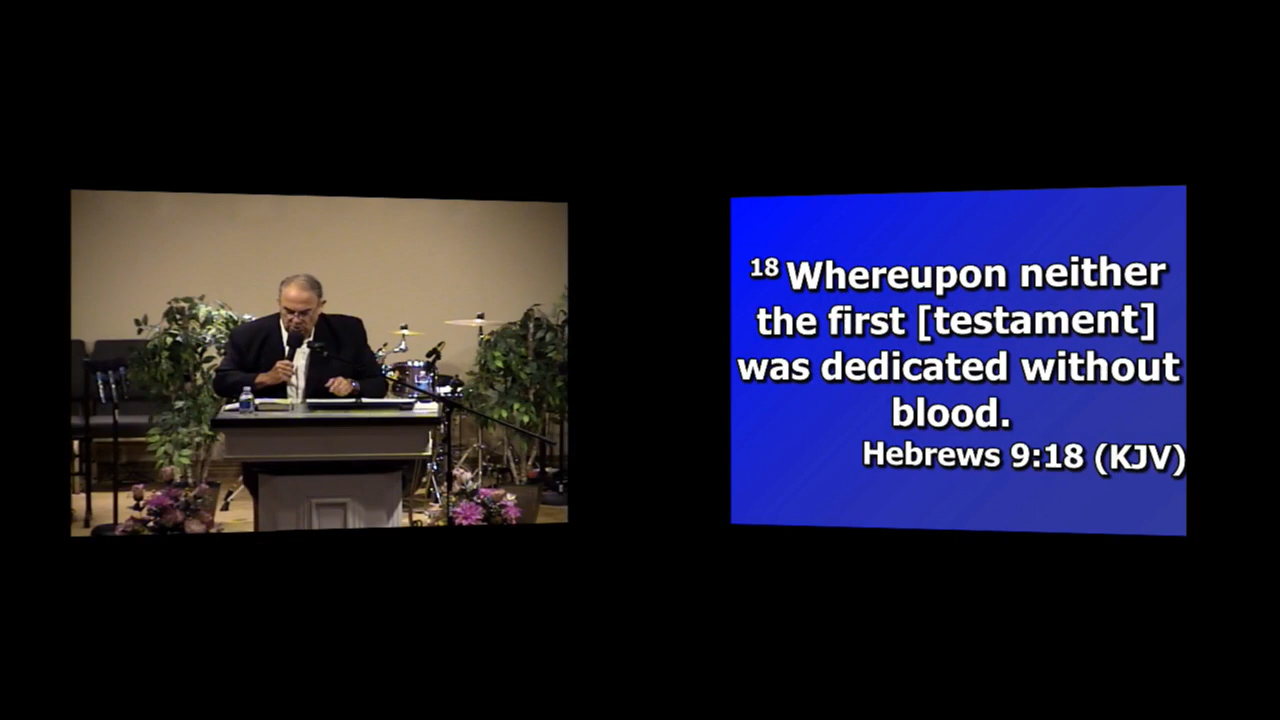 18 Whereupon neither
the first [testament]
was dedicated without
blood.
Hebrews 9:18 (KJV)